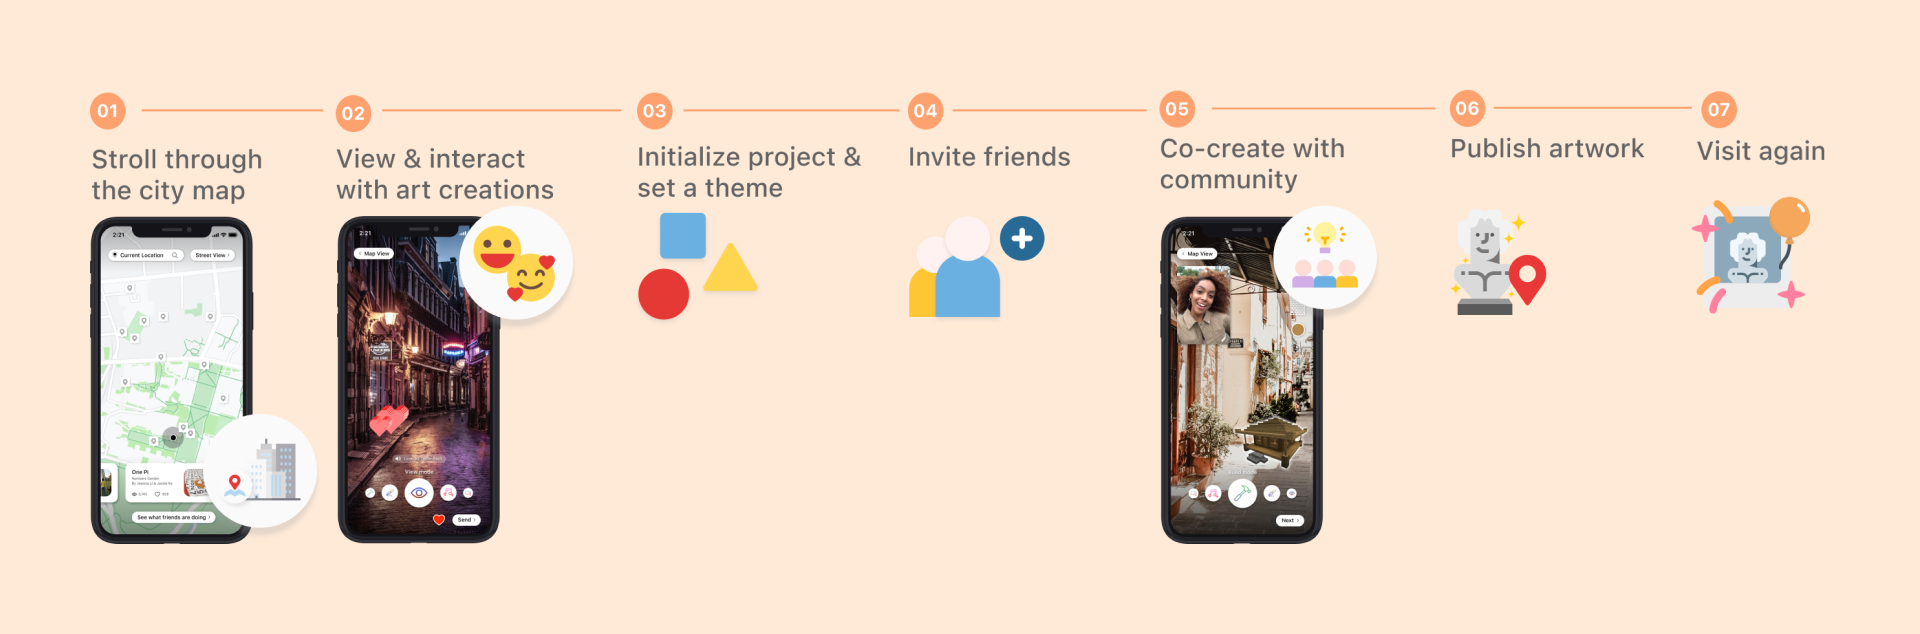 01
Stroll through
the city map
2:21
Current Location
Street View ›
One Pi
See what friends are doing ›
02
View & interact
with art creations
2:21
‹ Map View
View mode
Send ›
03
Initialize project &
set a theme
04
Invite friends
05
Co-create with
community
2:21
‹ Map View
Next ›
06
Publish artwork
07
Visit again